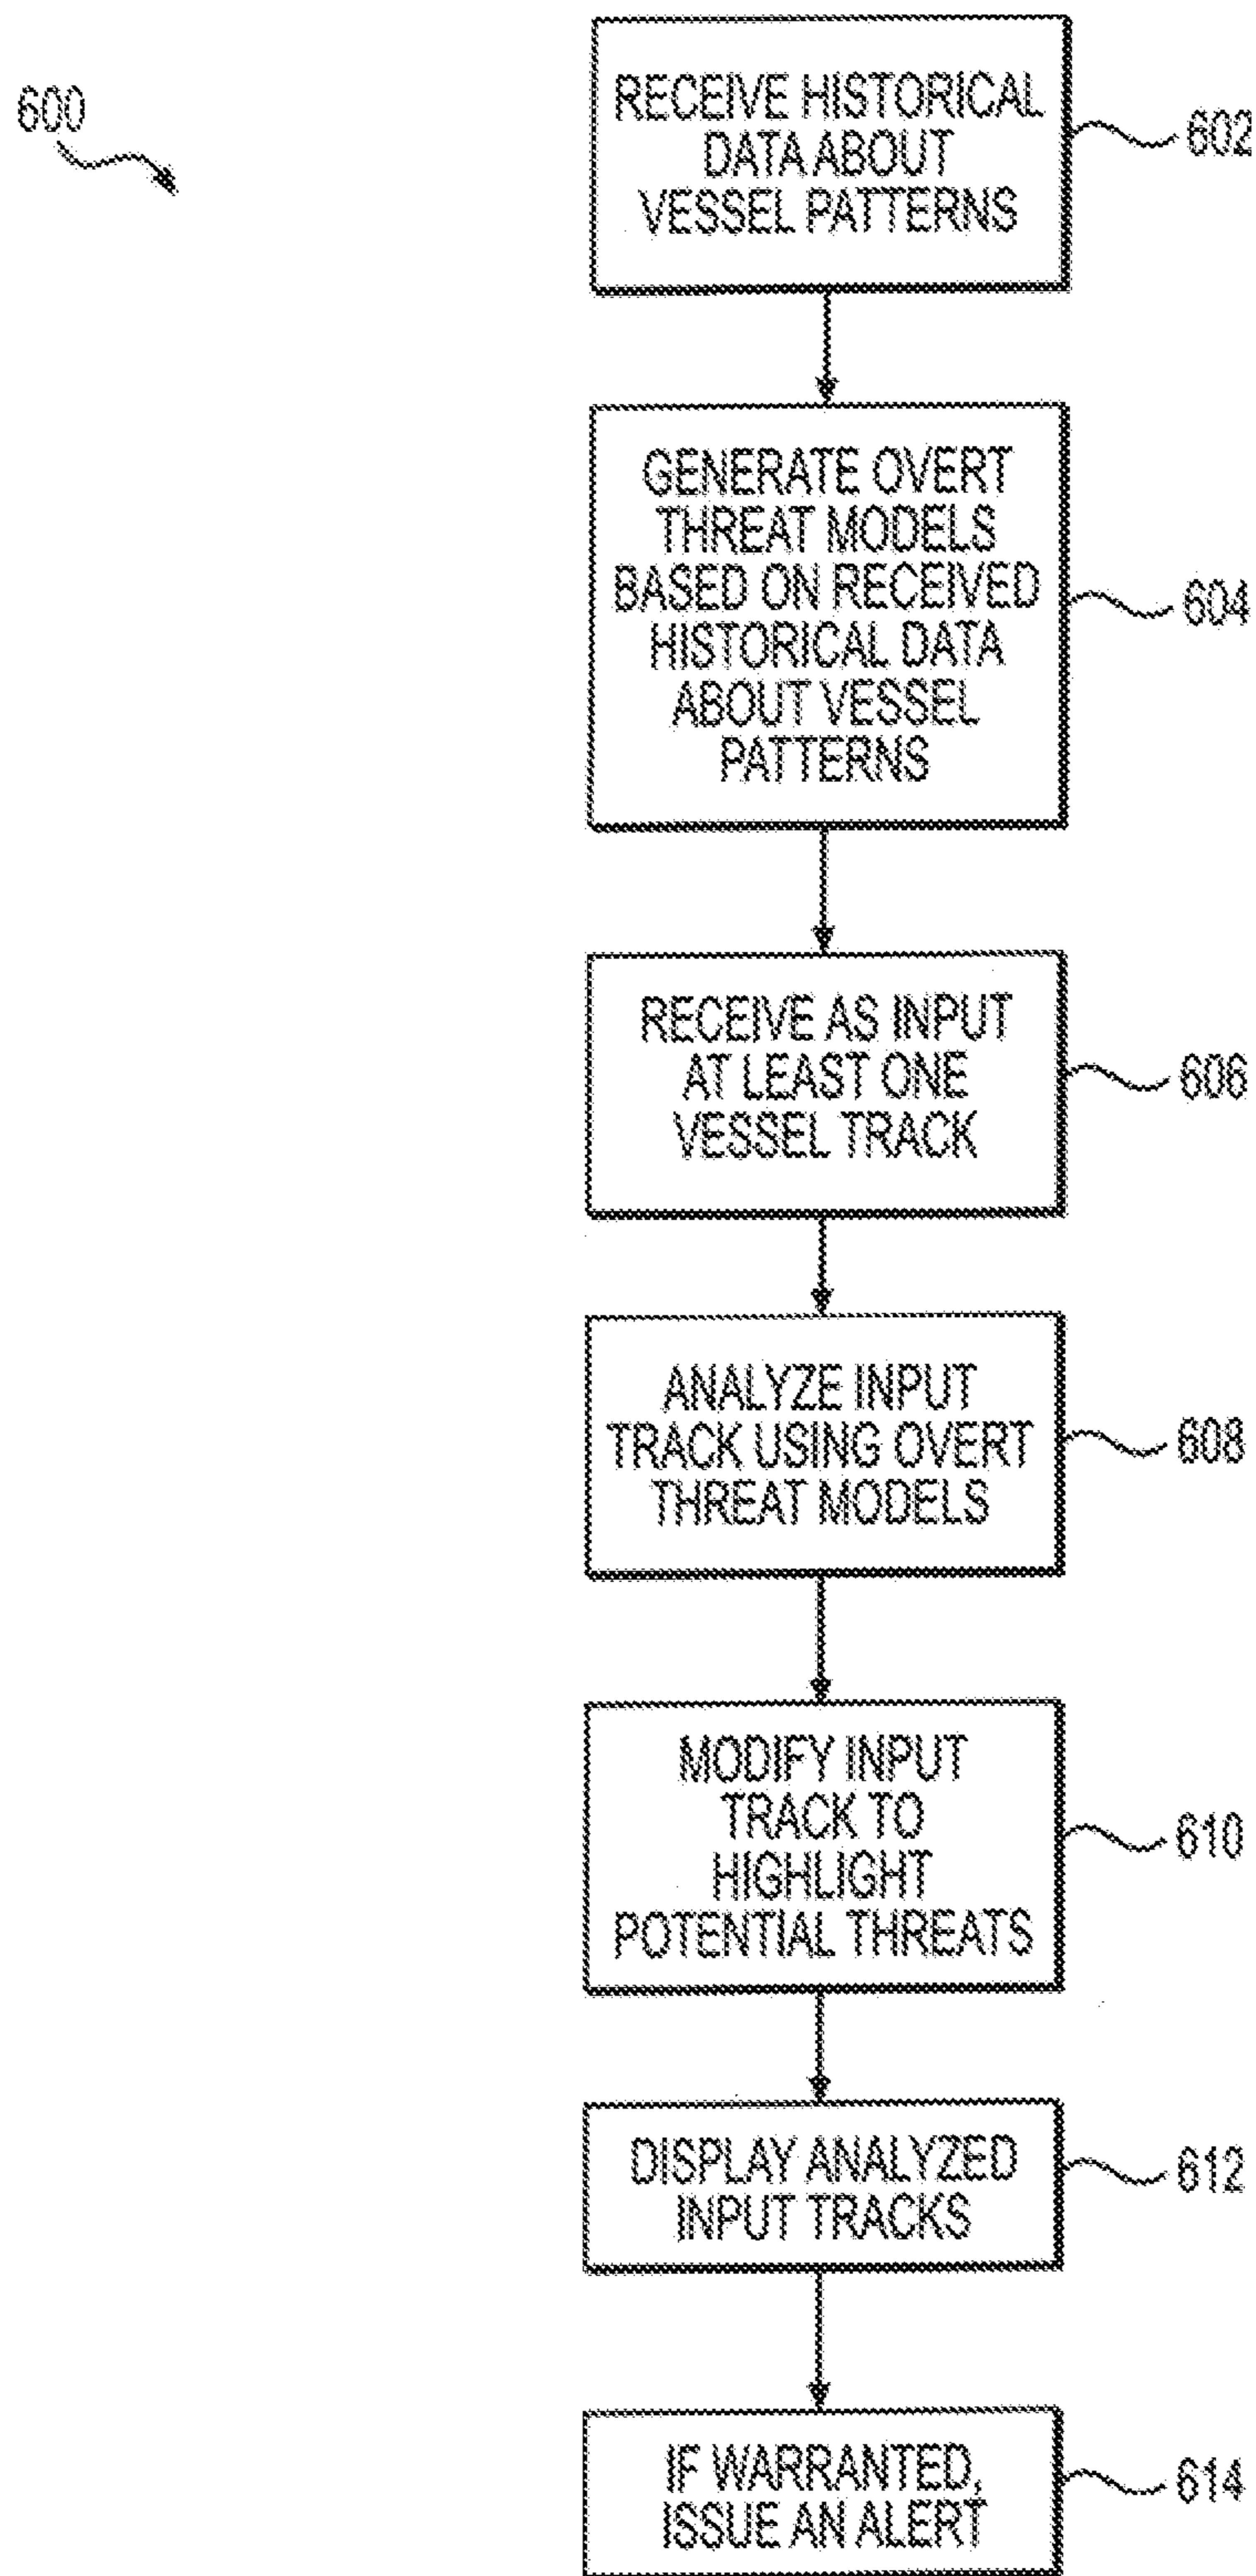 600
RECEIVE HISTORICAL
DATA ABOUT
VESSEL PATTERNS
602
GENERATE OVERT
THREAT MODELS
BASED ON RECEIVED
HISTORICAL DATA
ABOUT VESSEL
PATTERNS
604
RECEIVE AS INPUT
AT LEAST ONE
VESSEL TRACK
606
ANALYZE INPUT
TRACK USING OVERT
THREAT MODELS
608
MODIFY INPUT
TRACK TO
HIGHLIGHT
POTENTIAL THREATS
610
DISPLAY ANALYZED
INPUT TRACKS
612
IF WARRANTED,
ISSUE AN ALERT
614